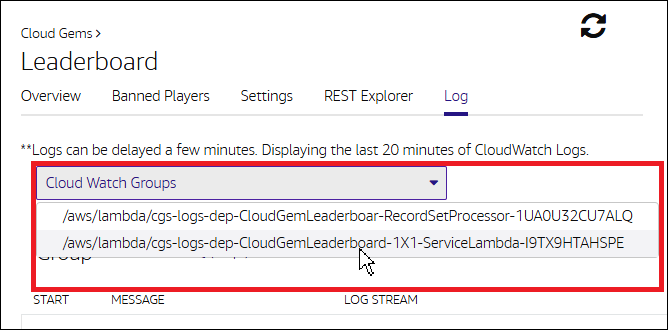 Cloud Gems >
Leaderboard
Overview Banned Players Settings REST Explorer Log
**Logs can be delayed a few minutes. Displaying the last 20 minutes of CloudWatch Logs.
Cloud Watch Groups
/aws/lambda/cgs-logs-dep-CloudGemLeaderboar-RecordSetProcessor-1UA0U32CU7ALQ
/aws/lambda/cgs-logs-dep-CloudGemLeaderboard-1X1-ServiceLambda-I9TX9HTAHSPE
Group
START MESSAGE LOG STREAM